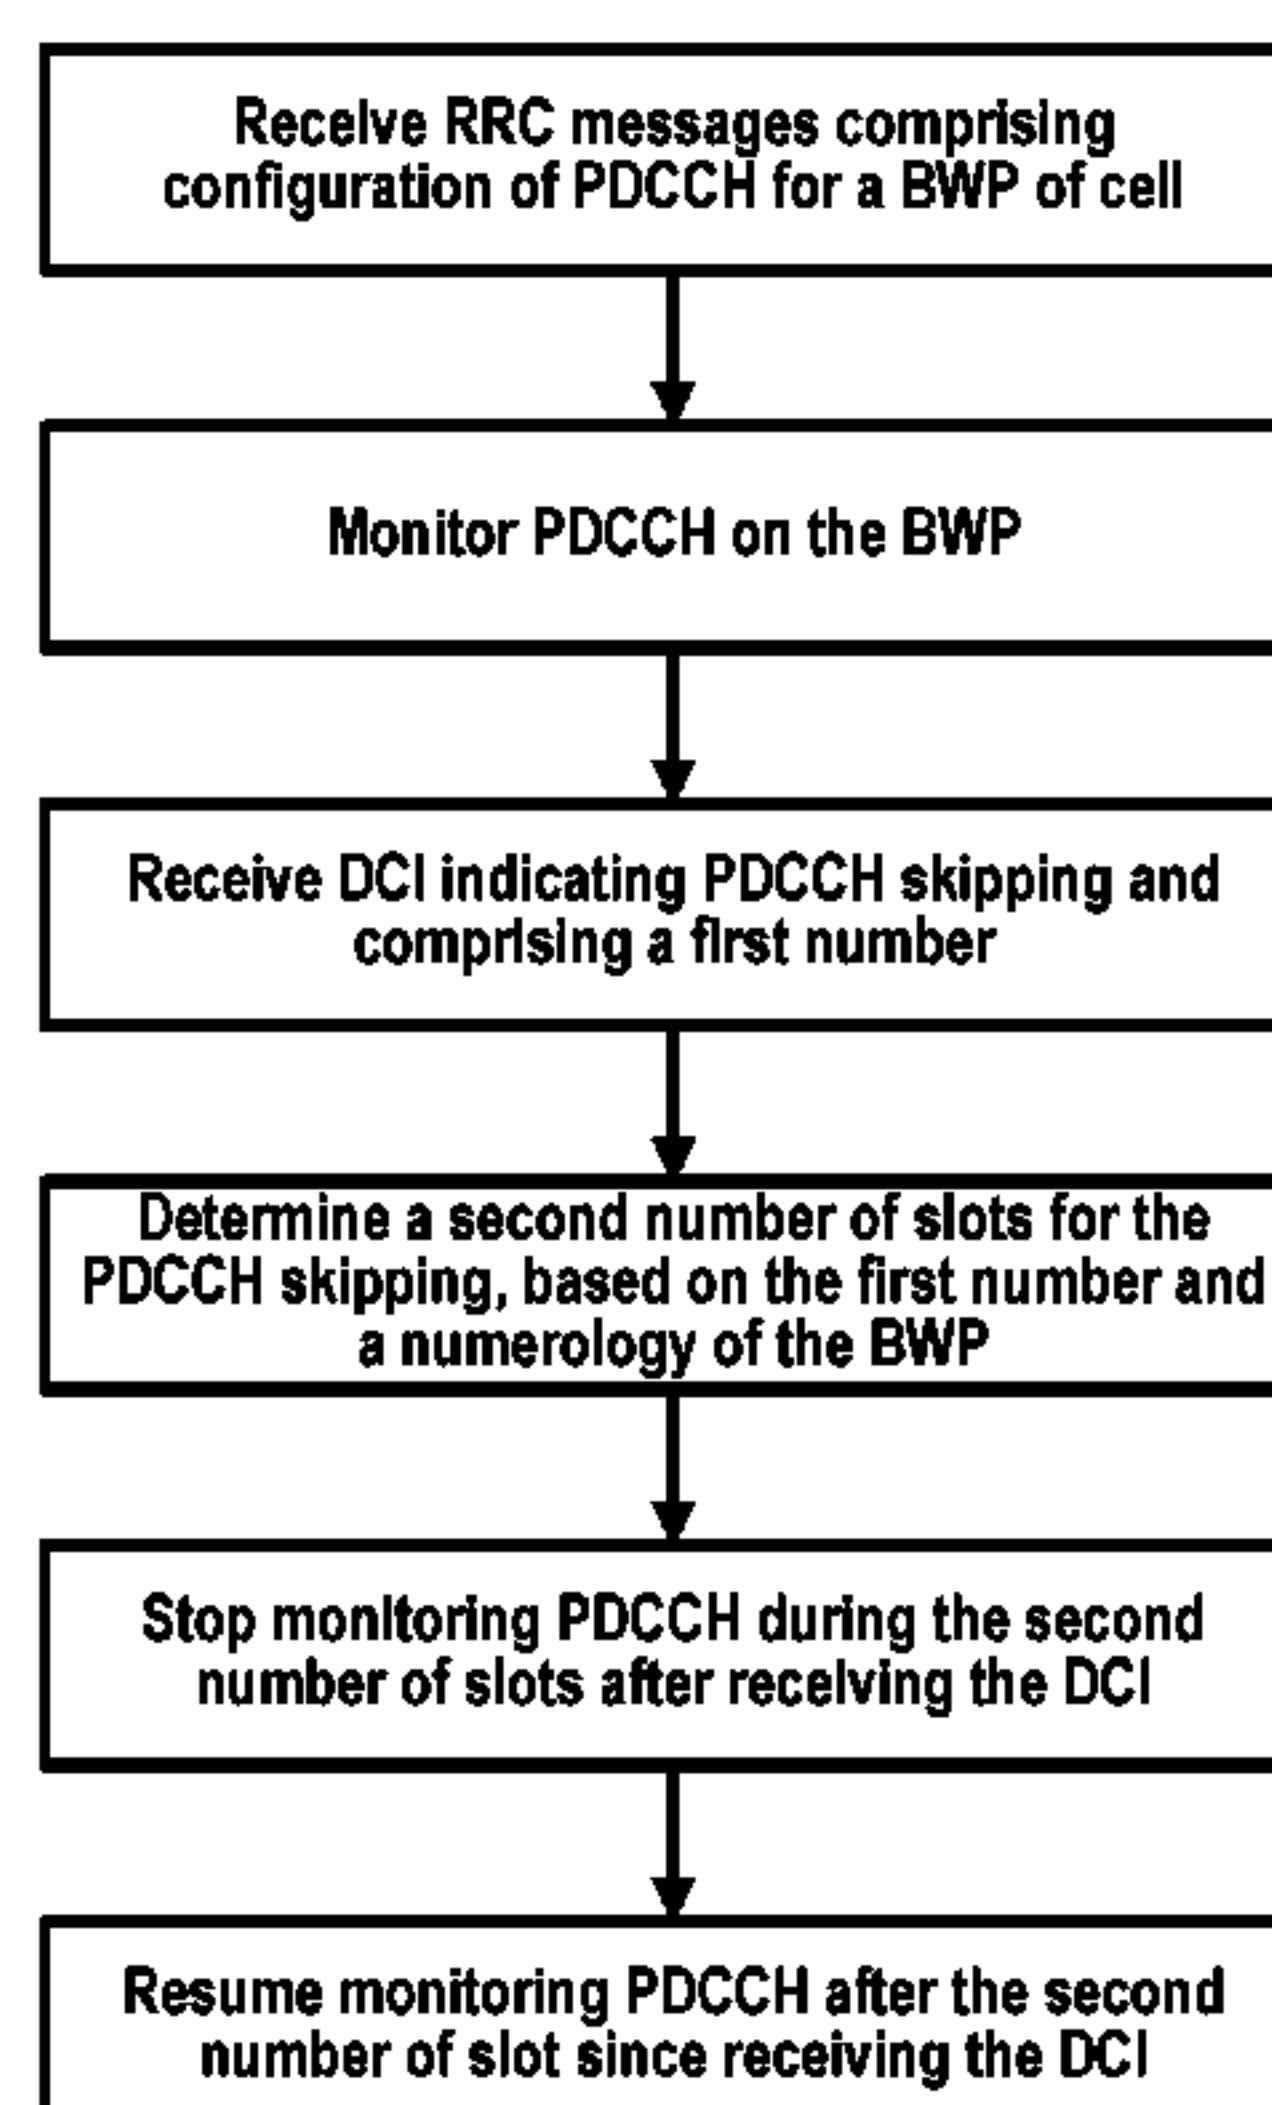 Receive RRC messages comprising
configuration of PDCCH for a BWP of cell
Monitor PDCCH on the BWP
Receive DCI indicating PDCCH skipping and
comprising a first number
Determine a second number of slots for the
PDCCH skipping, based on the first number and
a numerology of the BWP
Stop monitoring PDCCH during the second
number of slots after receiving the DCI
Resume monitoring PDCCH after the second
number of slot since receiving the DCI